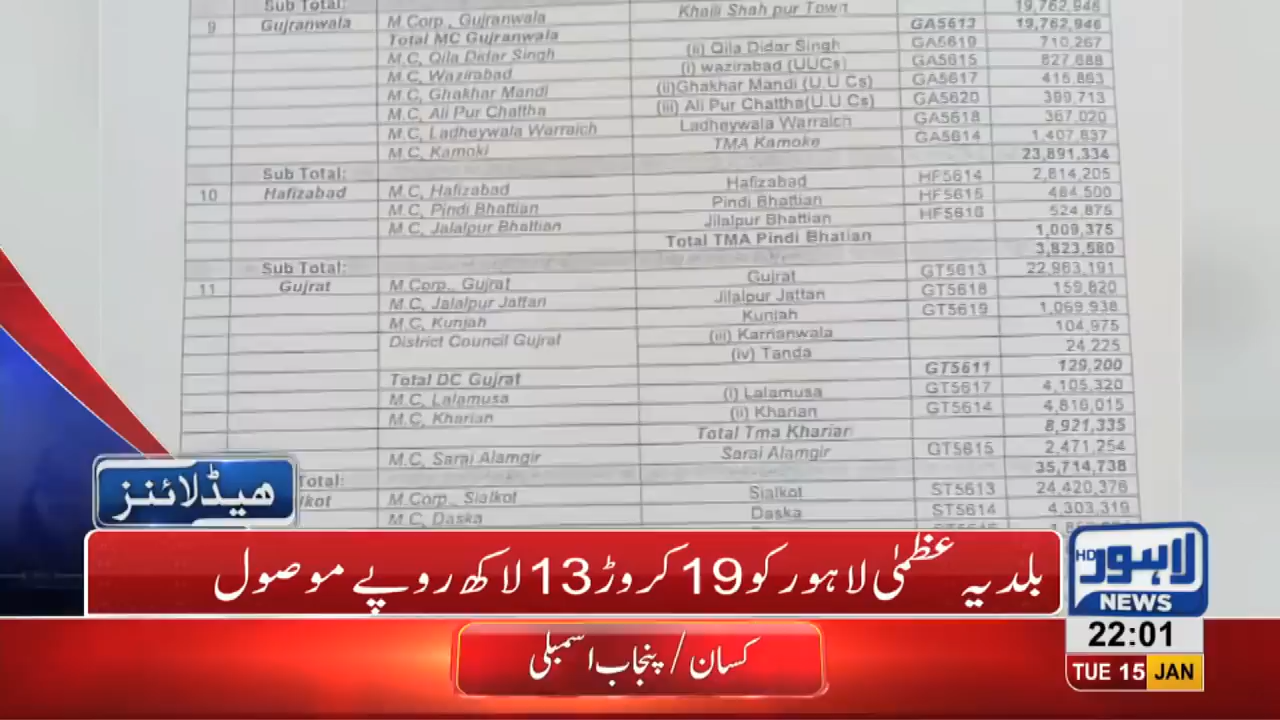 Sub Total: 19,762,946
9 Gujranwala M.Corp., Gujranwala Khaili Shah pur Town GA5613 19,762,946
Total MC Gujranwala
M.C, Qila Didar Singh (ii) Qila Didar Singh GA5619 710,267
M.C, Wazirabad (i) wazirabad (UUCs) GA5615 827,688
M.C, Ghakhar Mandi (ii)Ghakhar Mandi (U.U Cs) GA5617 415,863
M.C, Ali Pur Chattha (iii) Ali Pur Chattha(U.U Cs) GA5620 399,713
M.C, Ladheywala Warraich Ladheywala Warraich GA5618 367,020
M.C, Kamoki TMA Kamoke GA5614 1,407,837
Sub Total: 23,891,334
10 Hafizabad M.C, Hafizabad Hafizabad HF5614 2,814,205
M.C, Pindi Bhattian Pindi Bhattian HF5615 484,500
M.C, Jalalpur Bhattian Jilalpur Bhattian HF5616 524,875
Total TMA Pindi Bhatian 1,009,375
Sub Total: 3,823,580
11 Gujrat M.Corp., Gujrat Gujrat GT5613 22,963,191
M.C, Jalalpur Jattan Jilalpur Jattan GT5618 159,820
M.C, Kunjah Kunjah GT5619 1,069,938
District Council Gujrat (iii) Karrianwala 104,975
(iv) Tanda 24,225
Total DC Gujrat GT5611 129,200
M.C, Lalamusa (i) Lalamusa GT5617 4,105,320
M.C, Kharian (ii) Kharian GT5614 4,816,015
Total Tma Kharian 8,921,335
M.C, Sarai Alamgir Sarai Alamgir GT5615 2,471,254
Total: 35,714,738
M.Corp., Sialkot Sialkot ST5613 24,420,376
M.C, Daska Daska ST5614 4,303,319
ہیڈلائنز
بلدیہ عظمیٰ لاہور کو 19 کروڑ 13 لاکھ روپے موصول
کسان / پنجاب اسمبلی
لاہور HD
NEWS
22:01
TUE 15 JAN